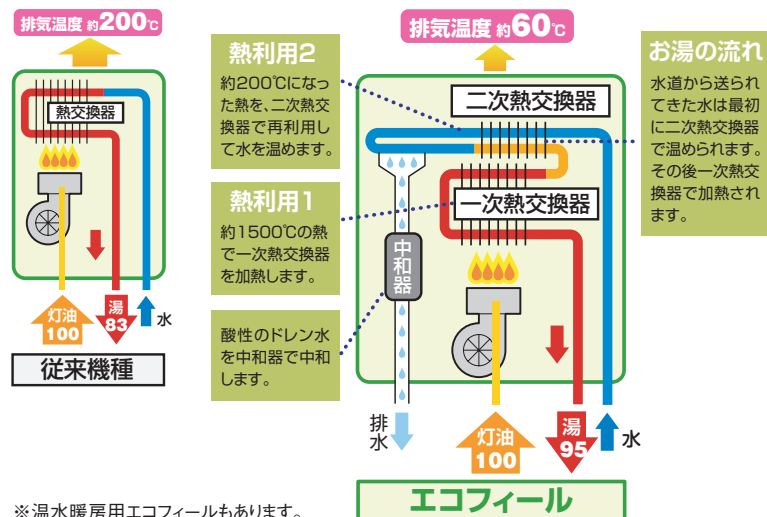 排気温度 約200℃
熱交換器
灯油
100
湯
83
水
従来機種
熱利用2
約200℃になっ
た熱を、二次熱交
換器で再利用し
て水を温めます。
熱利用1
約1500℃の熱
で一次熱交換器
を加熱します。
酸性のドレン水
を中和器で中和
します。
排気温度 約60℃
二次熱交換器
一次熱交換器
中和器
排水
灯油
100
湯
95
水
エコフィール
お湯の流れ
水道から送られ
てきた水は最初
に二次熱交換器
で温められます。
その後一次熱交
換器で加熱され
ます。
※温水暖房用エコフィールもあります。